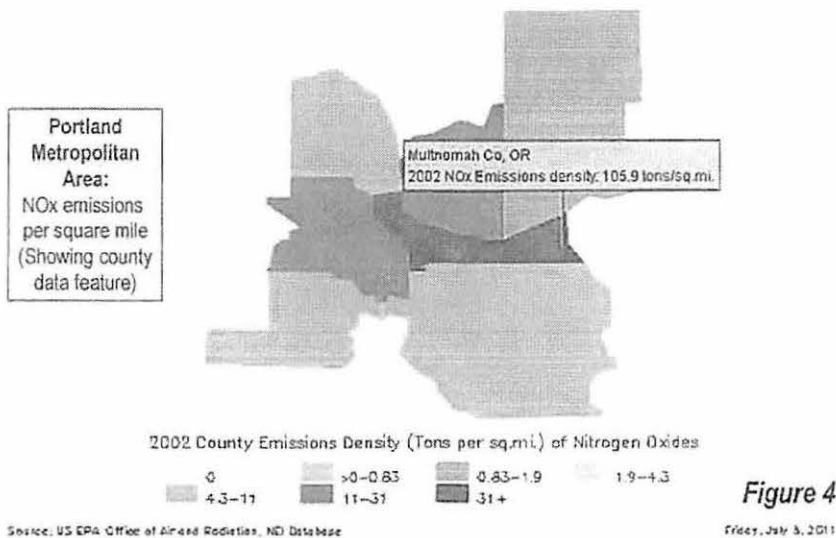 Portland
Metropolitan
Area:
NOx emissions
per square mile
(Showing county
data feature)
Multnomah Co, OR
2002 NOx Emissions density: 105.9 tons/sq.mi.
2002 County Emissions Density (Tons per sq.mi.) of Nitrogen Oxides
0 >0-0.83 0.83-1.9 1.9-4.3
4.3-11 11-31 31+
Figure 4
Source: US EPA Office of Air and Radiation, NEI Database
Friday, July 8, 2011